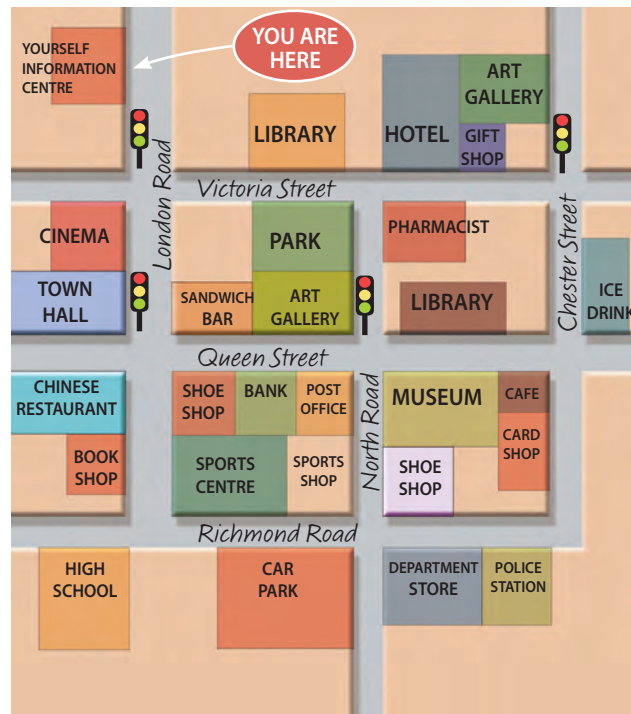 YOU ARE
HERE
YOURSELF
INFORMATION
CENTRE
LIBRARY
HOTEL
ART
GALLERY
GIFT
SHOP
Victoria Street
London Road
Chester Street
CINEMA
TOWN
HALL
PARK
SANDWICH
BAR
ART
GALLERY
PHARMACIST
LIBRARY
ICE
DRINK
Queen Street
North Road
CHINESE
RESTAURANT
BOOK
SHOP
SHOE
SHOP
BANK
POST
OFFICE
SPORTS
CENTRE
SPORTS
SHOP
MUSEUM
CAFE
CARD
SHOP
SHOE
SHOP
Richmond Road
HIGH
SCHOOL
CAR
PARK
DEPARTMENT
STORE
POLICE
STATION